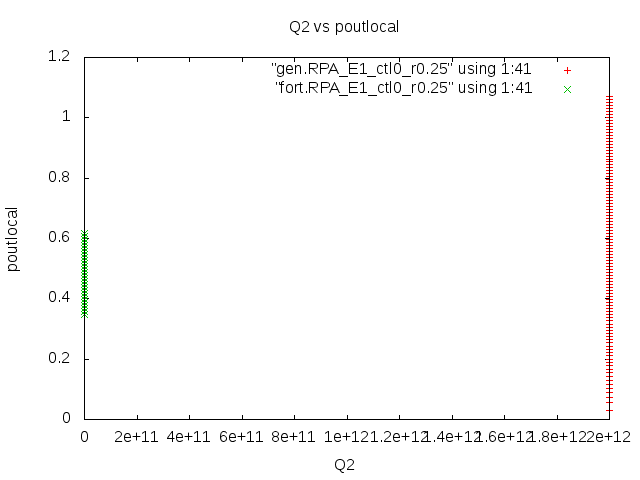 Q2 vs poutlocal
"gen.RPA_E1_ctl0_r0.25" using 1:41
"fort.RPA_E1_ctl0_r0.25" using 1:41
1.2
1
0.8
0.6
0.4
0.2
0
poutlocal
0 2e+11 4e+11 6e+11 8e+11 1e+12 1.2e+12 1.4e+12 1.6e+12 1.8e+12 2e+12
Q2